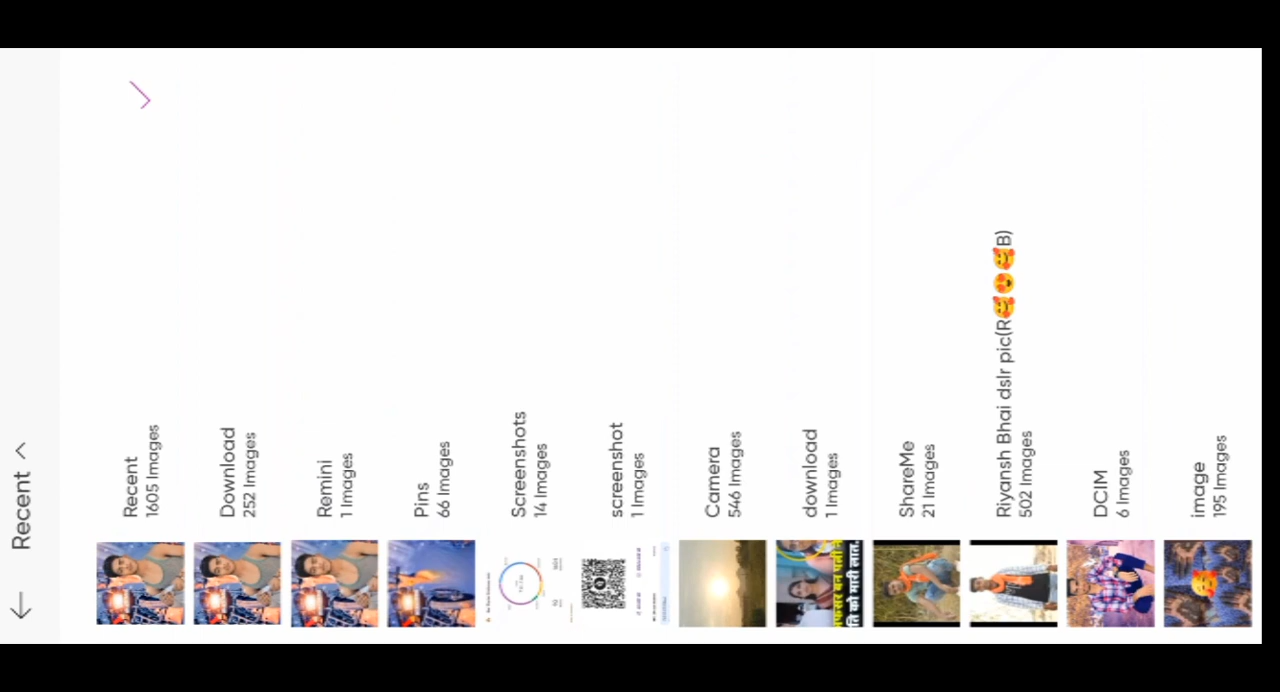 Recent
Recent
1605 Images
Download
252 Images
Remini
1 Images
Pins
66 Images
Screenshots
14 Images
screenshot
1 Images
Camera
546 Images
download
1 Images
ShareMe
21 Images
Riyansh Bhai dslr pic(R🥰😍🥰B)
502 Images
DCIM
6 Images
image
195 Images